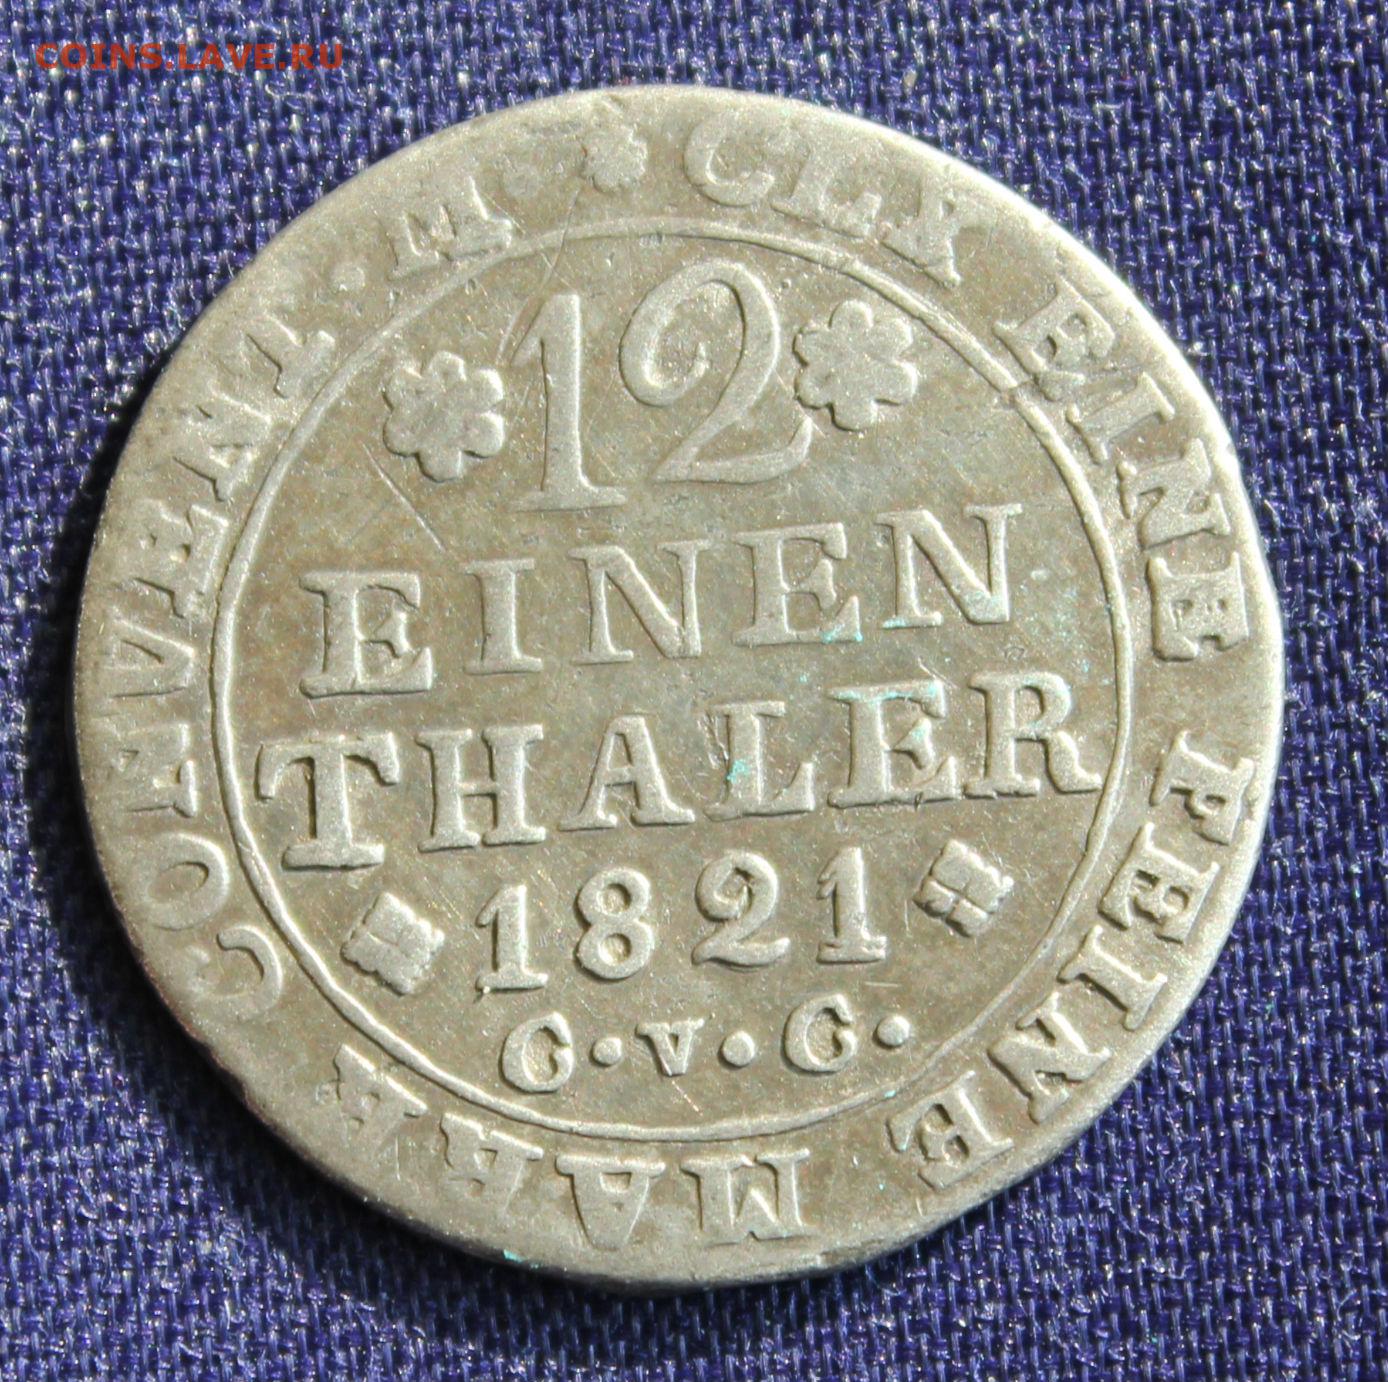 COINS.LAVE.RU
CLX EINE FEINE MARK CONVENT. M.
12
EINEN
THALER
1821
C.v.C.